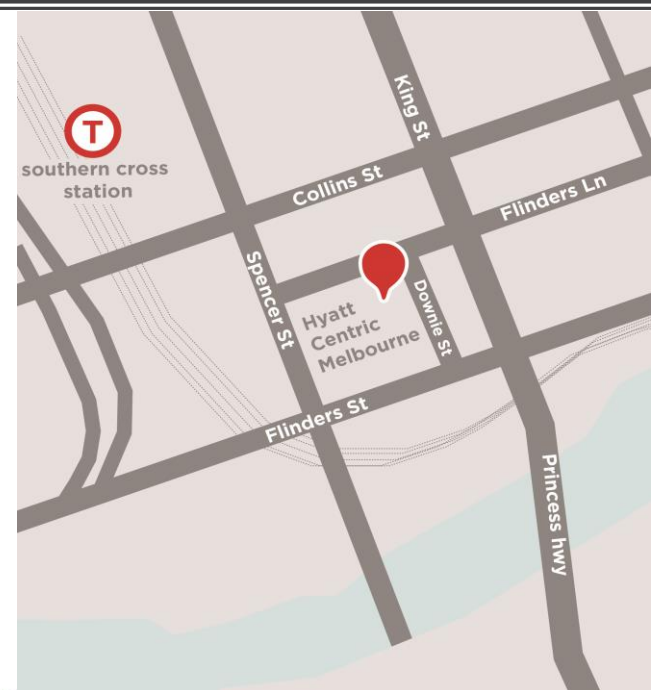 King St
T
southern cross
station
Collins St
Flinders Ln
Spencer St
Downie St
Hyatt
Centric
Melbourne
Flinders St
Princess hwy